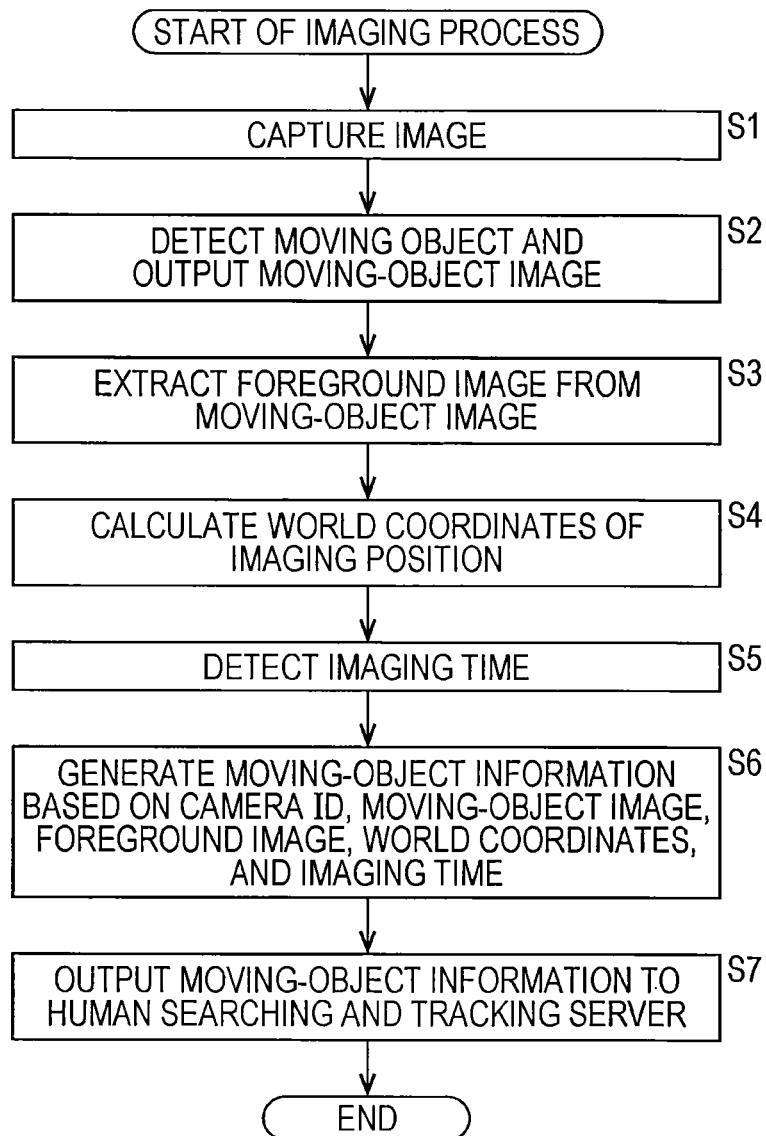 START OF IMAGING PROCESS
CAPTURE IMAGE
S1
DETECT MOVING OBJECT AND
OUTPUT MOVING-OBJECT IMAGE
S2
EXTRACT FOREGROUND IMAGE FROM
MOVING-OBJECT IMAGE
S3
CALCULATE WORLD COORDINATES OF
IMAGING POSITION
S4
DETECT IMAGING TIME
S5
GENERATE MOVING-OBJECT INFORMATION
BASED ON CAMERA ID, MOVING-OBJECT IMAGE,
FOREGROUND IMAGE, WORLD COORDINATES,
AND IMAGING TIME
S6
OUTPUT MOVING-OBJECT INFORMATION TO
HUMAN SEARCHING AND TRACKING SERVER
S7
END